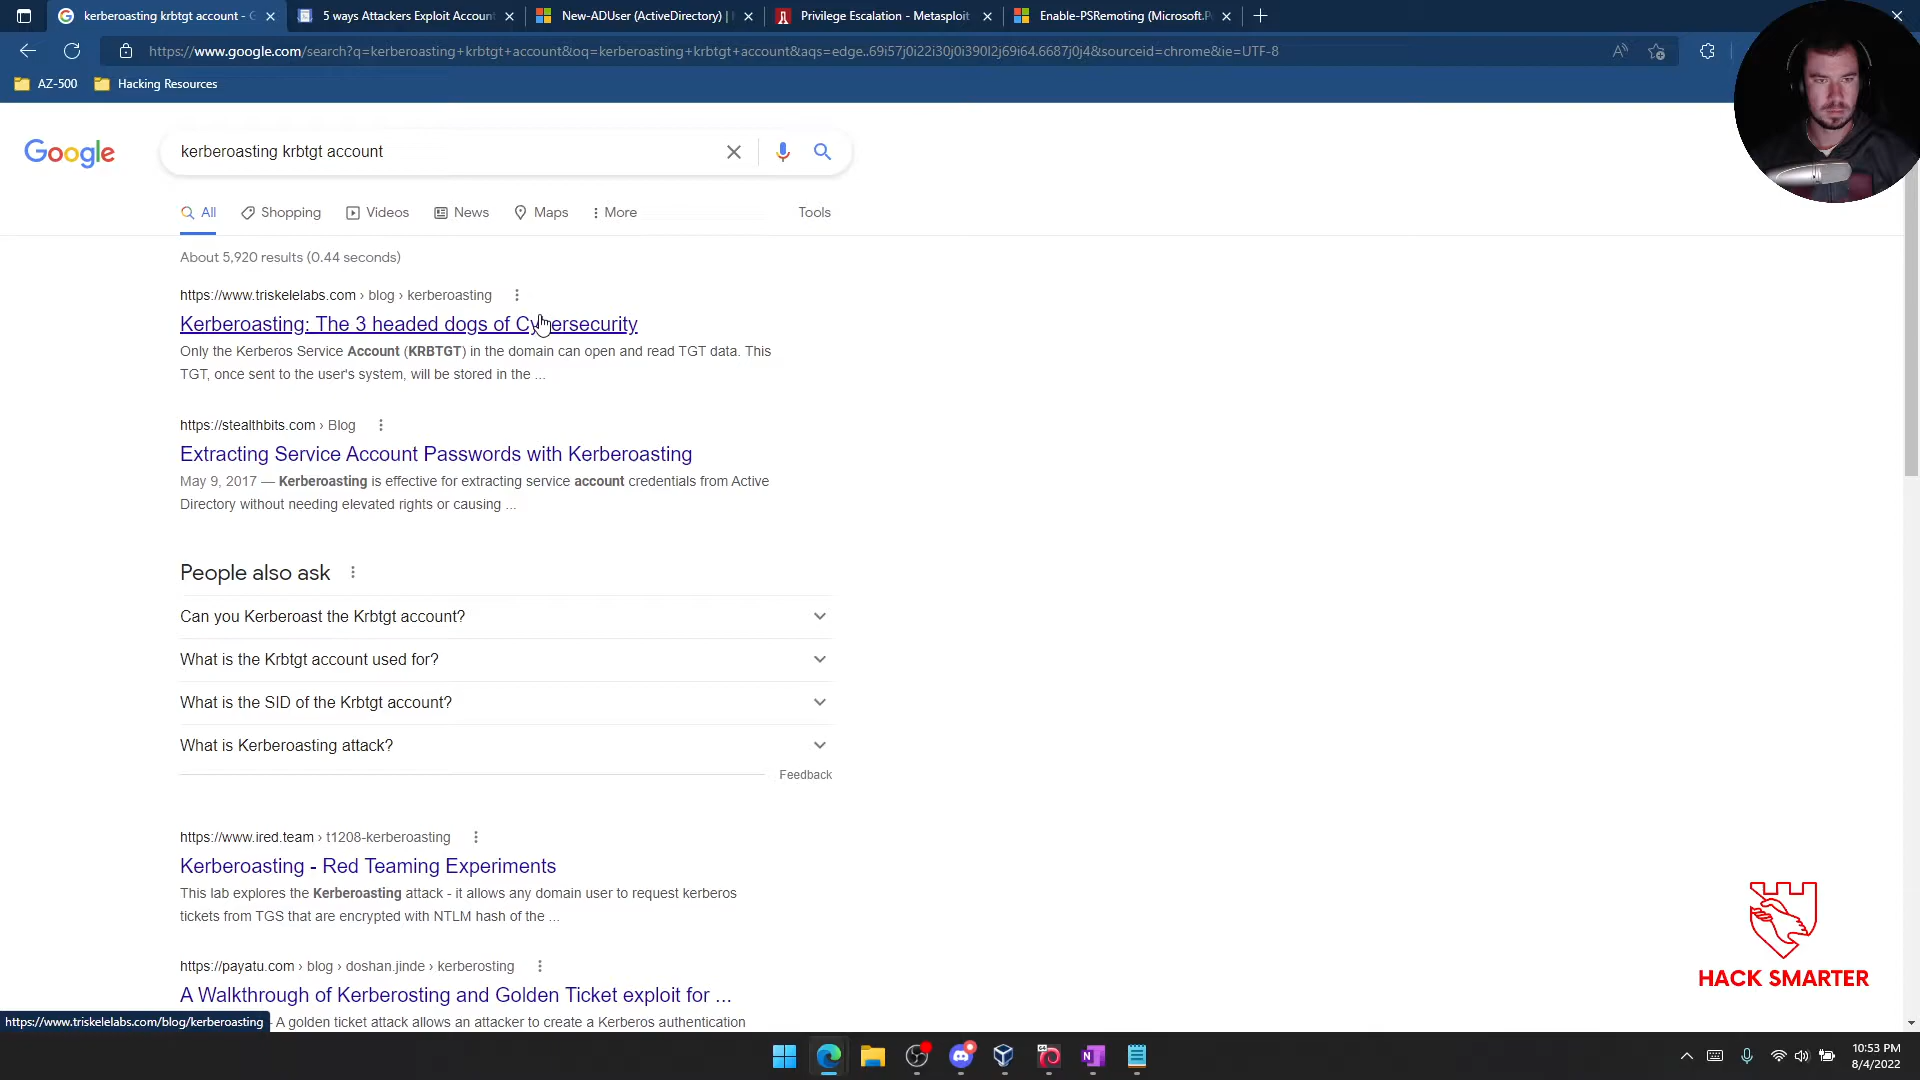 kerberoasting krbtgt account - G
5 ways Attackers Exploit Account
New-ADUser (ActiveDirectory) |
Privilege Escalation - Metasploit
Enable-PSRemoting (Microsoft.P
https://www.google.com/search?q=kerberoasting+krbtgt+account&oq=kerberoasting+krbtgt+account&aqs=edge..69i57j0i22i30j0i390l2j69i64.6687j0j4&sourceid=chrome&ie=UTF-8
AZ-500
Hacking Resources
Google
kerberoasting krbtgt account
All
Shopping
Videos
News
Maps
More
Tools
About 5,920 results (0.44 seconds)
https://www.triskelelabs.com › blog › kerberoasting
Kerberoasting: The 3 headed dogs of Cybersecurity
Only the Kerberos Service Account (KRBTGT) in the domain can open and read TGT data. This
TGT, once sent to the user's system, will be stored in the ...
https://stealthbits.com › Blog
Extracting Service Account Passwords with Kerberoasting
May 9, 2017 — Kerberoasting is effective for extracting service account credentials from Active
Directory without needing elevated rights or causing ...
People also ask
Can you Kerberoast the Krbtgt account?
What is the Krbtgt account used for?
What is the SID of the Krbtgt account?
What is Kerberoasting attack?
Feedback
https://www.ired.team › t1208-kerberoasting
Kerberoasting - Red Teaming Experiments
This lab explores the Kerberoasting attack - it allows any domain user to request kerberos
tickets from TGS that are encrypted with NTLM hash of the ...
https://payatu.com › blog › doshan.jinde › kerberosting
A Walkthrough of Kerberosting and Golden Ticket exploit for ...
- A golden ticket attack allows an attacker to create a Kerberos authentication
https://www.triskelelabs.com/blog/kerberoasting
HACK SMARTER
10:53 PM
8/4/2022